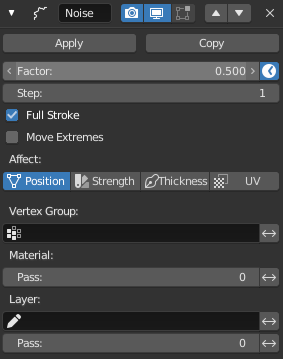 Noise
Apply Copy
Factor: 0.500
Step: 1
Full Stroke
Move Extremes
Affect:
Position Strength Thickness UV
Vertex Group:
Material:
Pass: 0
Layer:
Pass: 0